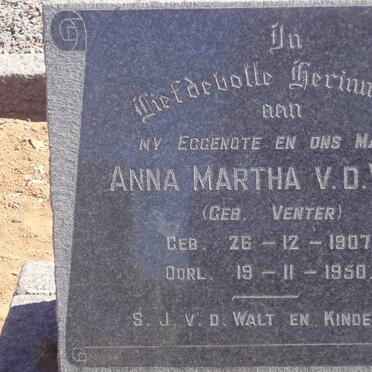 In
Liefdevolle Herinn
aan
MY EGGENOTE EN ONS MA
ANNA MARTHA V.D.
(GEB. VENTER)
GEB. 26-12-1907
OORL. 19-11-1950.
S. J. V. D. WALT EN KINDE